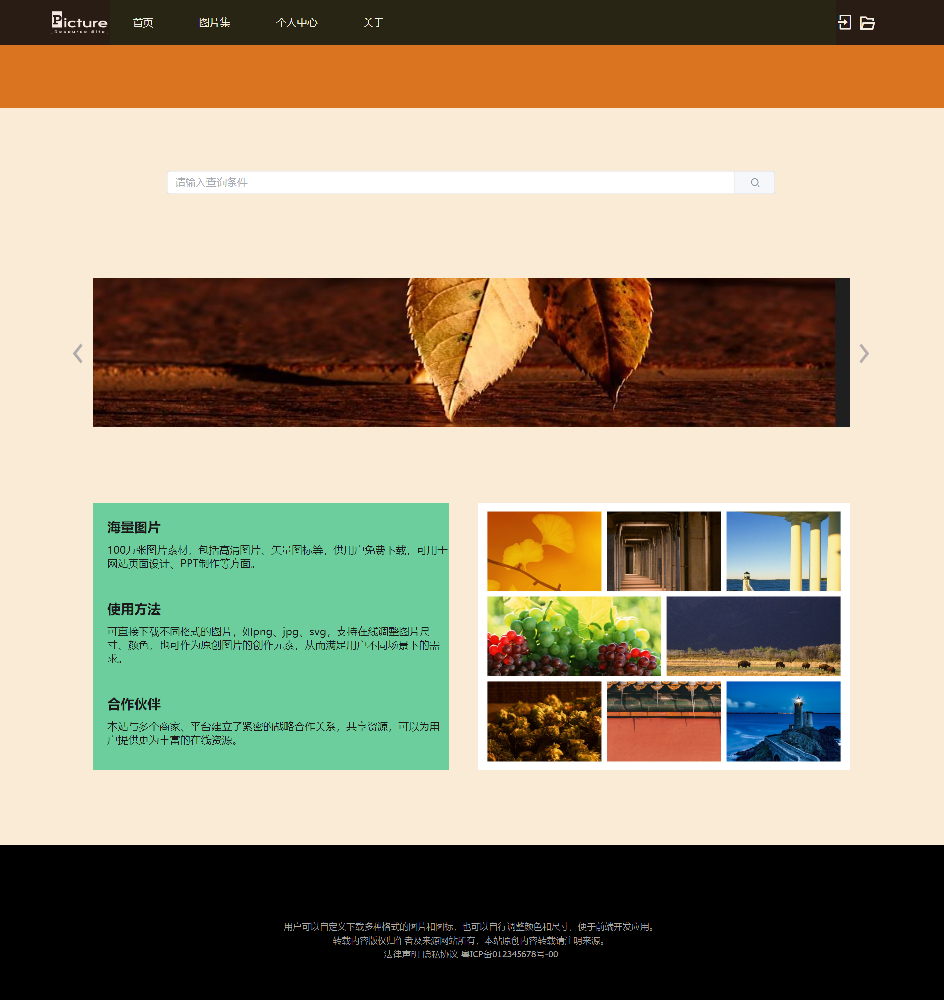 Picture
Resource Site
首页 图片集 个人中心 关于
请输入查询条件
海量图片
100万张图片素材，包括高清图片、矢量图标等，供用户免费下载，可用于
网站页面设计、PPT制作等方面。
使用方法
可直接下载不同格式的图片，如png、jpg、svg，支持在线调整图片尺
寸、颜色，也可作为原创图片的创作元素，从而满足用户不同场景下的需
求。
合作伙伴
本站与多个商家、平台建立了紧密的战略合作关系，共享资源，可以为用
户提供更为丰富的在线资源。
用户可以自定义下载多种格式的图片和图标，也可以自行调整颜色和尺寸，便于前端开发应用。
转载内容版权归作者及来源网站所有，本站原创内容转载请注明来源。
法律声明 隐私协议 粤ICP备012345678号-00